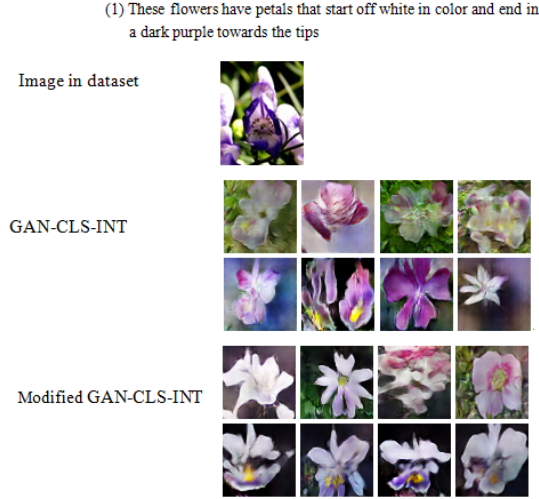 (1) These flowers have petals that start off white in color and end in
a dark purple towards the tips
Image in dataset
GAN-CLS-INT
Modified GAN-CLS-INT